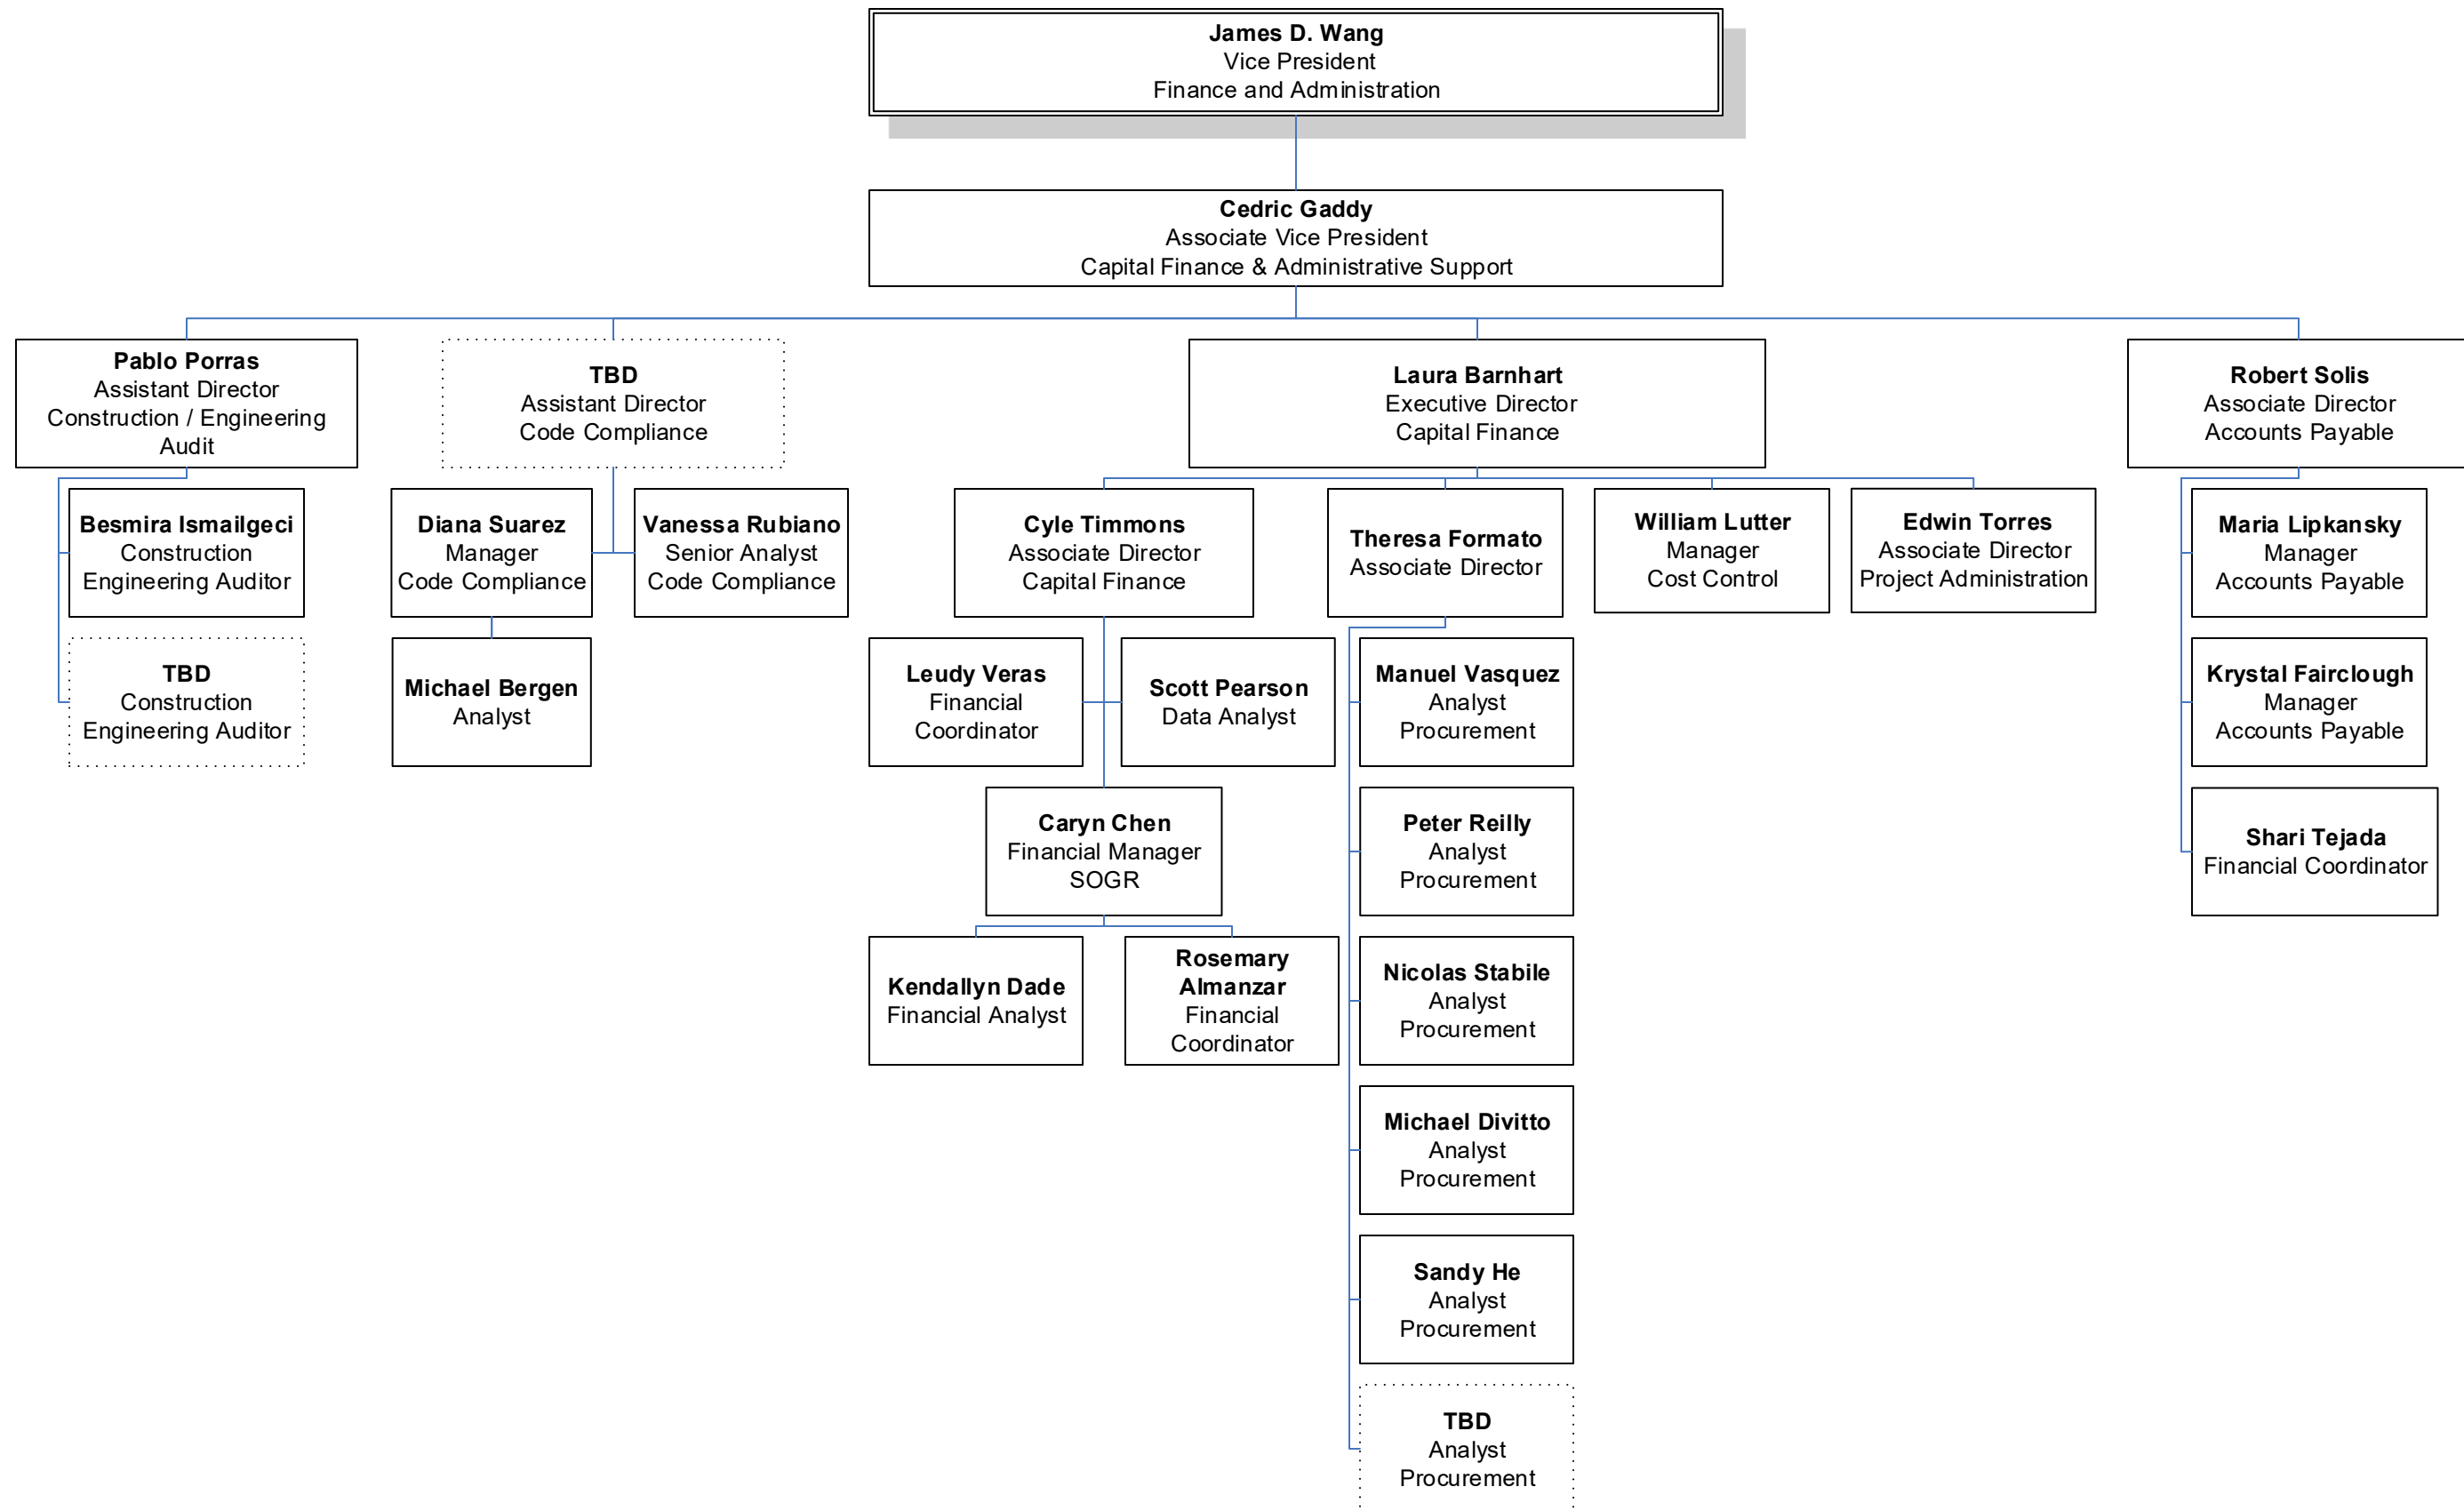 James D. Wang
Vice President
Finance and Administration
Cedric Gaddy
Associate Vice President
Capital Finance & Administrative Support
Pablo Porras
Assistant Director
Construction / Engineering
Audit
TBD
Assistant Director
Code Compliance
Laura Barnhart
Executive Director
Capital Finance
Robert Solis
Associate Director
Accounts Payable
Besmira Ismailgeci
Construction
Engineering Auditor
Diana Suarez
Manager
Code Compliance
Vanessa Rubiano
Senior Analyst
Code Compliance
Cyle Timmons
Associate Director
Capital Finance
Theresa Formato
Associate Director
William Lutter
Manager
Cost Control
Edwin Torres
Associate Director
Project Administration
Maria Lipkansky
Manager
Accounts Payable
TBD
Construction
Engineering Auditor
Michael Bergen
Analyst
Leudy Veras
Financial
Coordinator
Scott Pearson
Data Analyst
Manuel Vasquez
Analyst
Procurement
Krystal Fairclough
Manager
Accounts Payable
Caryn Chen
Financial Manager
SOGR
Peter Reilly
Analyst
Procurement
Shari Tejada
Financial Coordinator
Kendallyn Dade
Financial Analyst
Rosemary
Almanzar
Financial
Coordinator
Nicolas Stabile
Analyst
Procurement
Michael Divitto
Analyst
Procurement
Sandy He
Analyst
Procurement
TBD
Analyst
Procurement